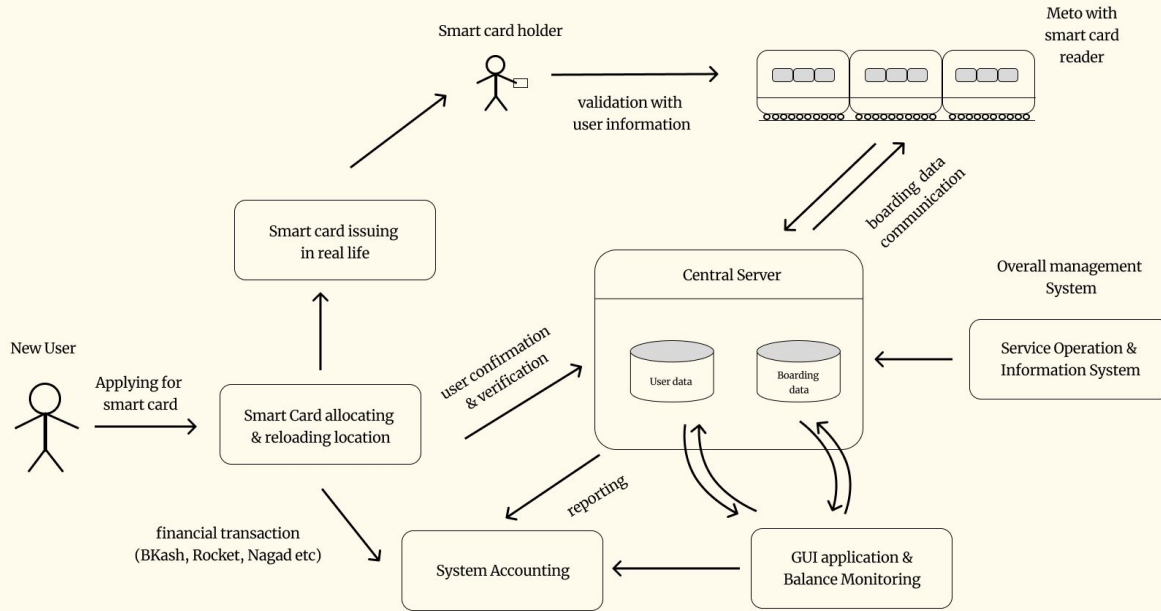 Smart card holder
Meto with
smart card
reader
validation with
user information
boarding data
communication
Smart card issuing
in real life
Central Server
User data
Boarding
data
Overall management
System
Service Operation &
Information System
New User
Applying for
smart card
Smart Card allocating
& reloading location
user confirmation
& verification
reporting
financial transaction
(BKash, Rocket, Nagad etc)
System Accounting
GUI application &
Balance Monitoring